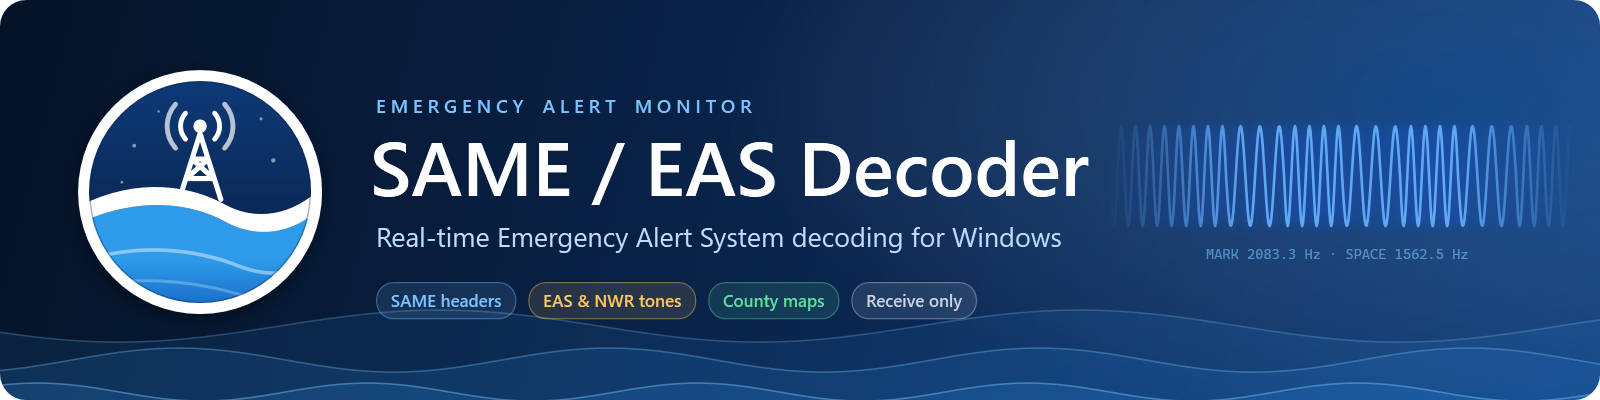 EMERGENCY ALERT MONITOR
SAME / EAS Decoder
Real-time Emergency Alert System decoding for Windows
MARK 2083.3 Hz · SPACE 1562.5 Hz
SAME headers
EAS & NWR tones
County maps
Receive only